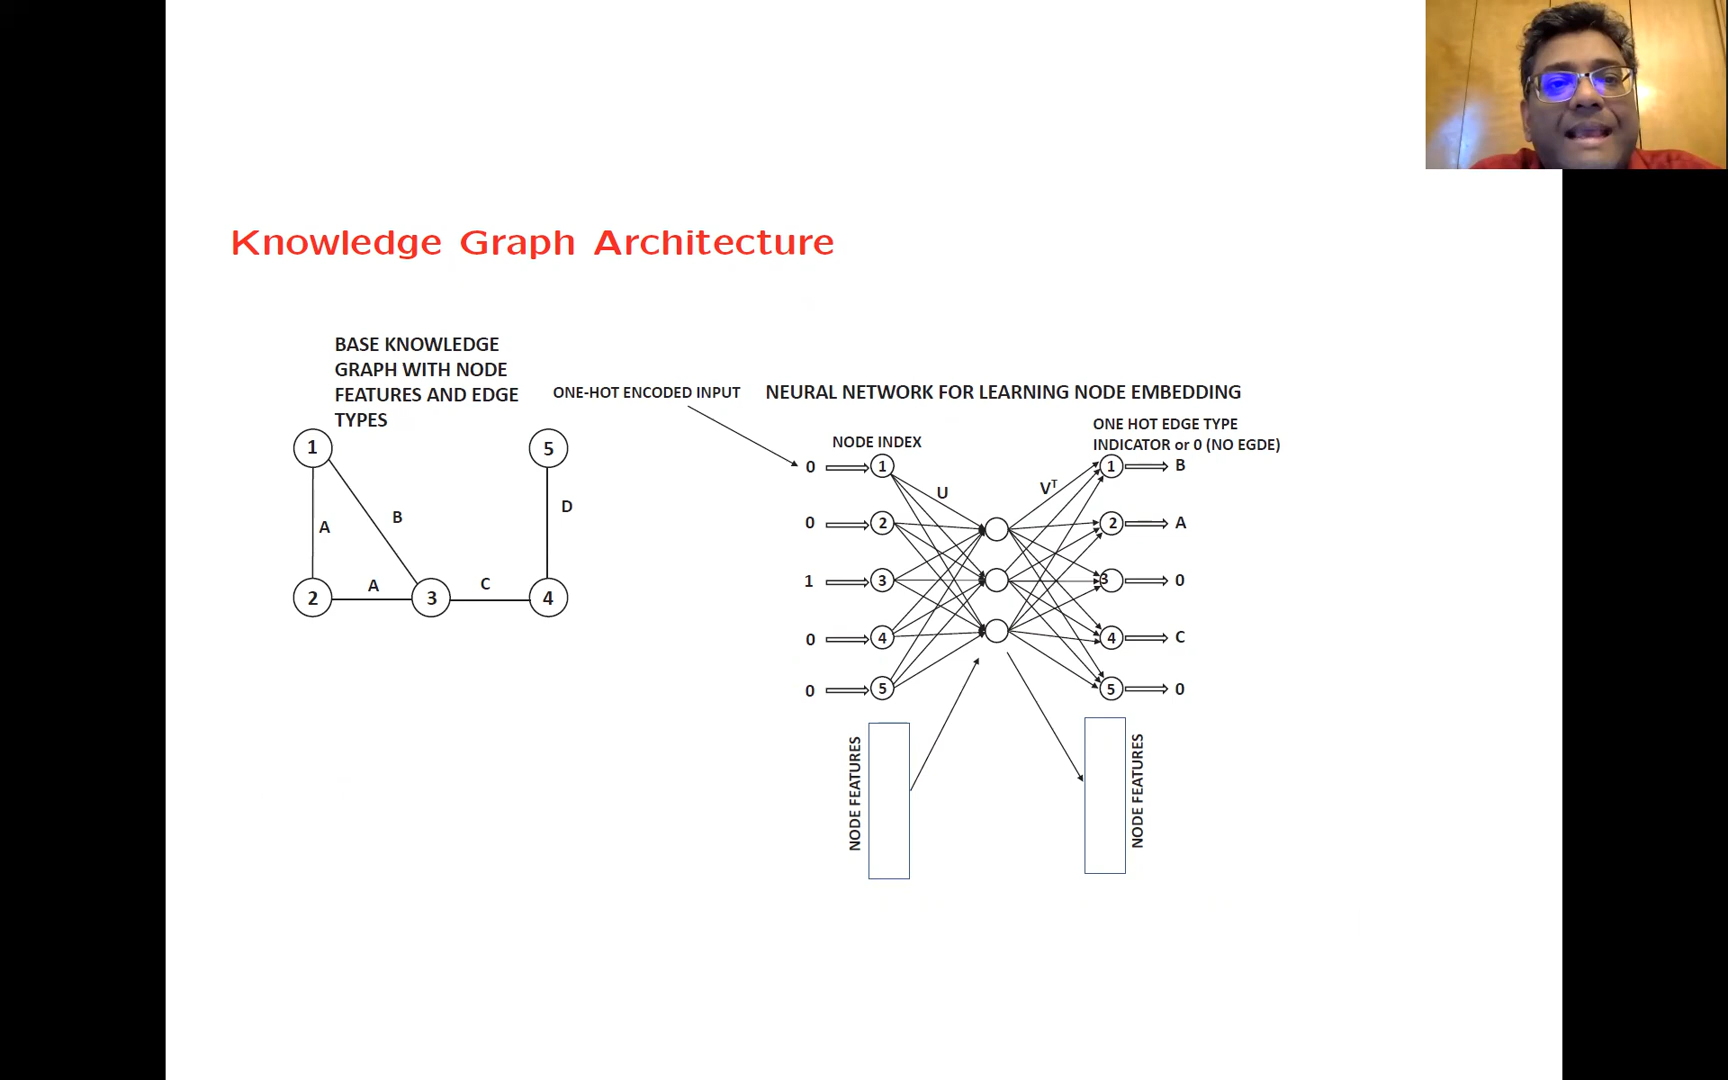 Knowledge Graph Architecture
BASE KNOWLEDGE
GRAPH WITH NODE
FEATURES AND EDGE
TYPES
1
5
A
B
D
2
A
3
C
4
ONE-HOT ENCODED INPUT
NEURAL NETWORK FOR LEARNING NODE EMBEDDING
NODE INDEX
ONE HOT EDGE TYPE
INDICATOR or 0 (NO EGDE)
0 1
U
Vᵀ
1 B
0 2
2 A
1 3
3 0
0 4
4 C
0 5
5 0
NODE FEATURES
NODE FEATURES